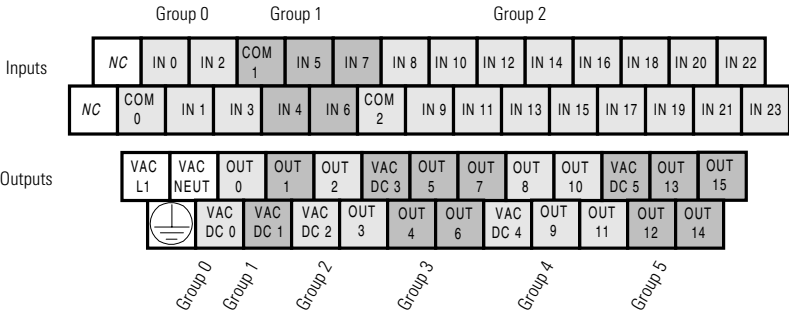 Group 0 Group 1 Group 2
Inputs
NC IN 0 IN 2 COM 1 IN 5 IN 7 IN 8 IN 10 IN 12 IN 14 IN 16 IN 18 IN 20 IN 22
NC COM 0 IN 1 IN 3 IN 4 IN 6 COM 2 IN 9 IN 11 IN 13 IN 15 IN 17 IN 19 IN 21 IN 23
Outputs
VAC L1 VAC NEUT OUT 0 OUT 1 OUT 2 VAC DC 3 OUT 5 OUT 7 OUT 8 OUT 10 VAC DC 5 OUT 13 OUT 15
VAC DC 0 VAC DC 1 VAC DC 2 OUT 3 OUT 4 OUT 6 VAC DC 4 OUT 9 OUT 11 OUT 12 OUT 14
Group 0 Group 1 Group 2 Group 3 Group 4 Group 5